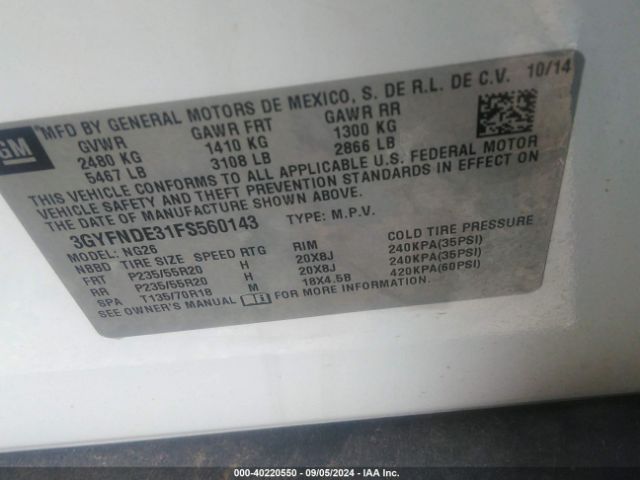 GM
MFD BY GENERAL MOTORS DE MEXICO, S. DE R.L. DE C.V. 10/14
GVWR GAWR FRT GAWR RR
2480 KG 1410 KG 1300 KG
5467 LB 3108 LB 2866 LB
THIS VEHICLE CONFORMS TO ALL APPLICABLE U.S. FEDERAL MOTOR
VEHICLE SAFETY AND THEFT PREVENTION STANDARDS IN EFFECT ON
THE DATE OF MANUFACTURE SHOWN ABOVE.
3GYFNDE31FS560143 TYPE: M.P.V.
MODEL: NG26
NBBD TIRE SIZE SPEED RTG RIM COLD TIRE PRESSURE
FRT P235/55R20 H 20X8J 240KPA(35PSI)
RR P235/55R20 H 20X8J 240KPA(35PSI)
SPA T135/70R18 M 18X4.5B 420KPA(60PSI)
SEE OWNER'S MANUAL FOR MORE INFORMATION.
000-40220550 - 09/05/2024 - IAA Inc.